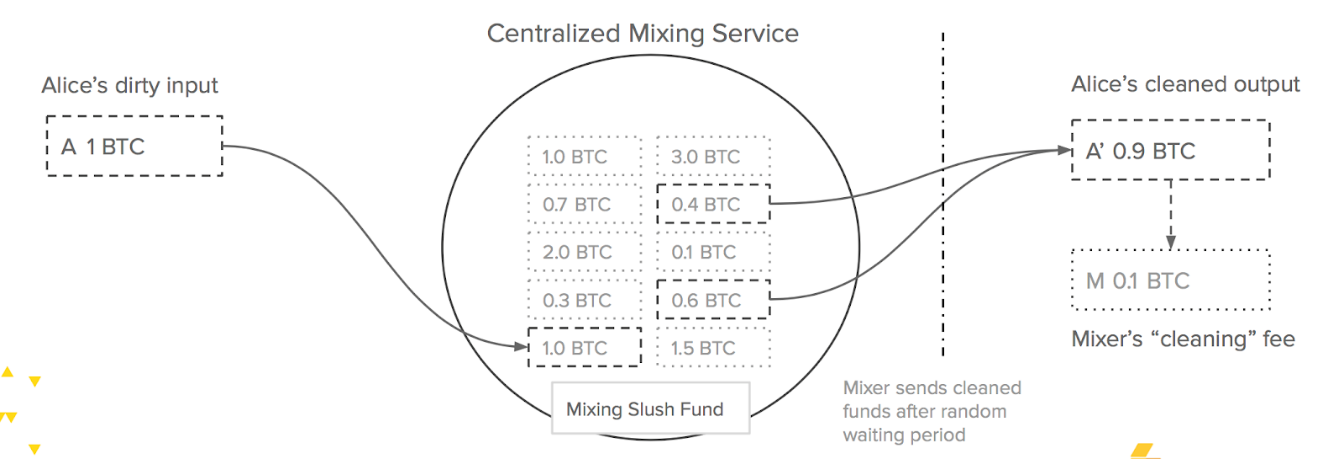 Centralized Mixing Service
Alice’s dirty input
A 1 BTC
1.0 BTC
3.0 BTC
0.7 BTC
0.4 BTC
2.0 BTC
0.1 BTC
0.3 BTC
0.6 BTC
1.0 BTC
1.5 BTC
Mixing Slush Fund
Mixer sends cleaned
funds after random
waiting period
Alice’s cleaned output
A’ 0.9 BTC
M 0.1 BTC
Mixer’s “cleaning” fee